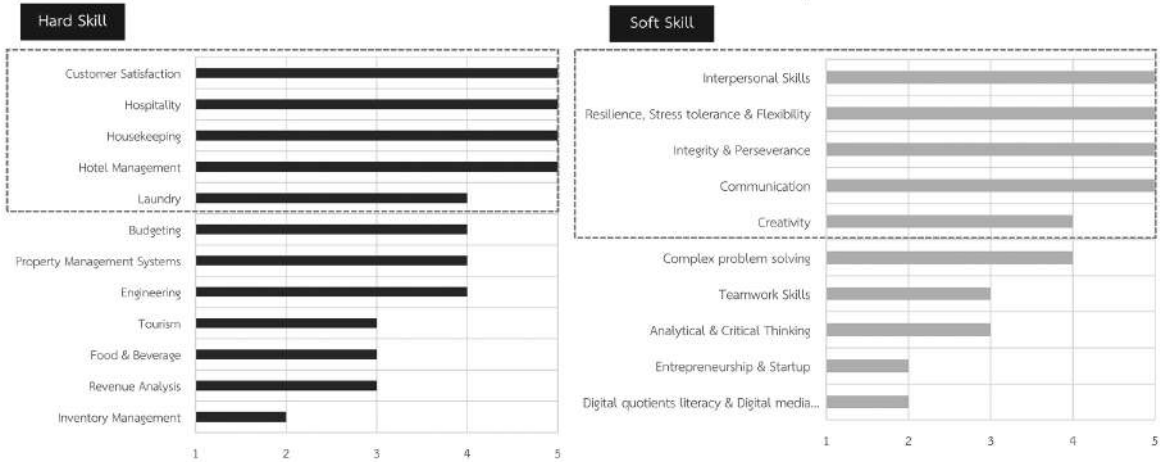 Hard Skill
Customer Satisfaction
Hospitality
Housekeeping
Hotel Management
Laundry
Budgeting
Property Management Systems
Engineering
Tourism
Food & Beverage
Revenue Analysis
Inventory Management
1 2 3 4 5
Soft Skill
Interpersonal Skills
Resilience, Stress tolerance & Flexibility
Integrity & Perseverance
Communication
Creativity
Complex problem solving
Teamwork Skills
Analytical & Critical Thinking
Entrepreneurship & Startup
Digital quotients literacy & Digital media...
1 2 3 4 5